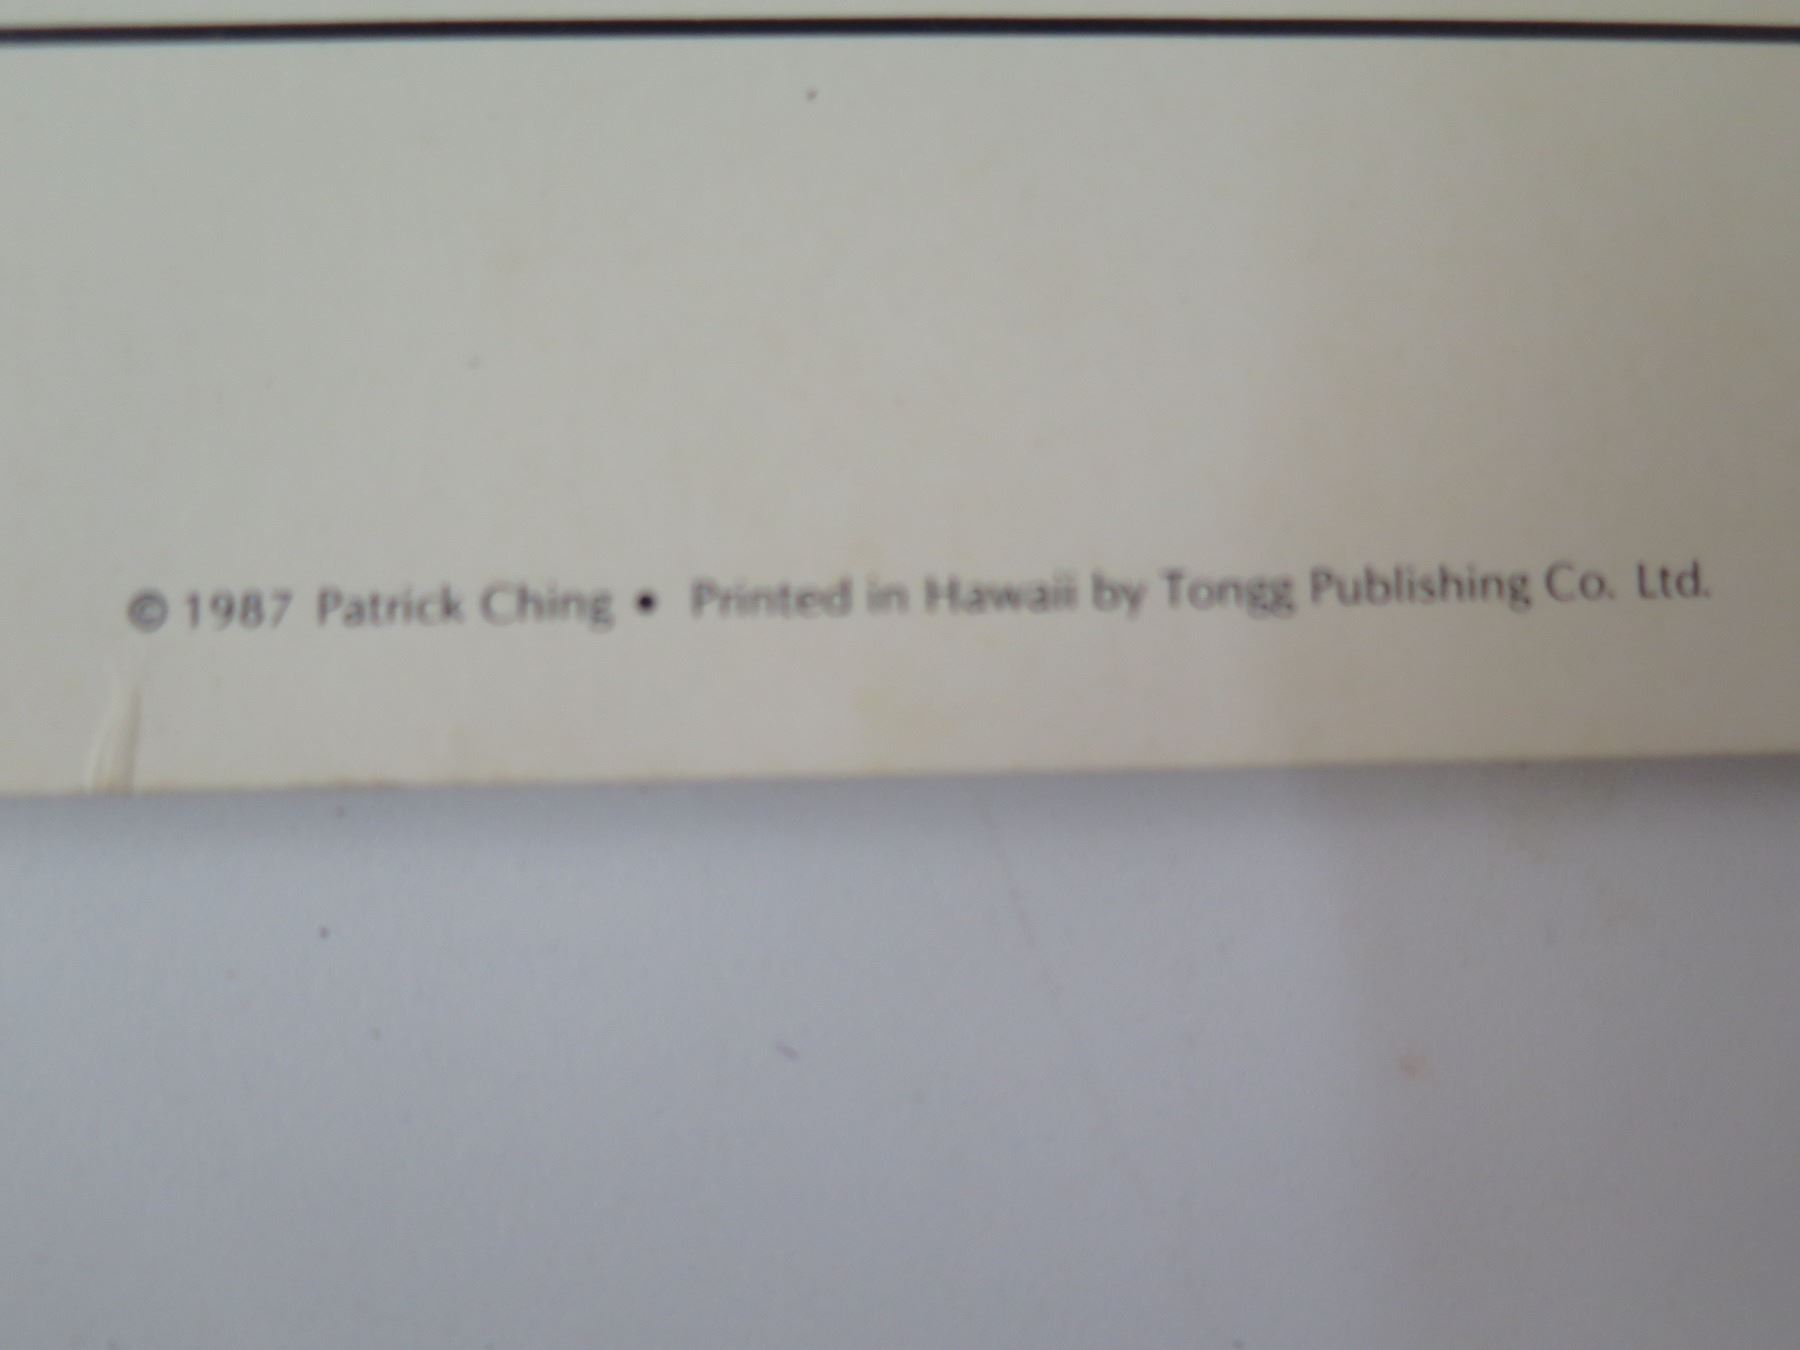 © 1987 Patrick Ching • Printed in Hawaii by Tongg Publishing Co. Ltd.